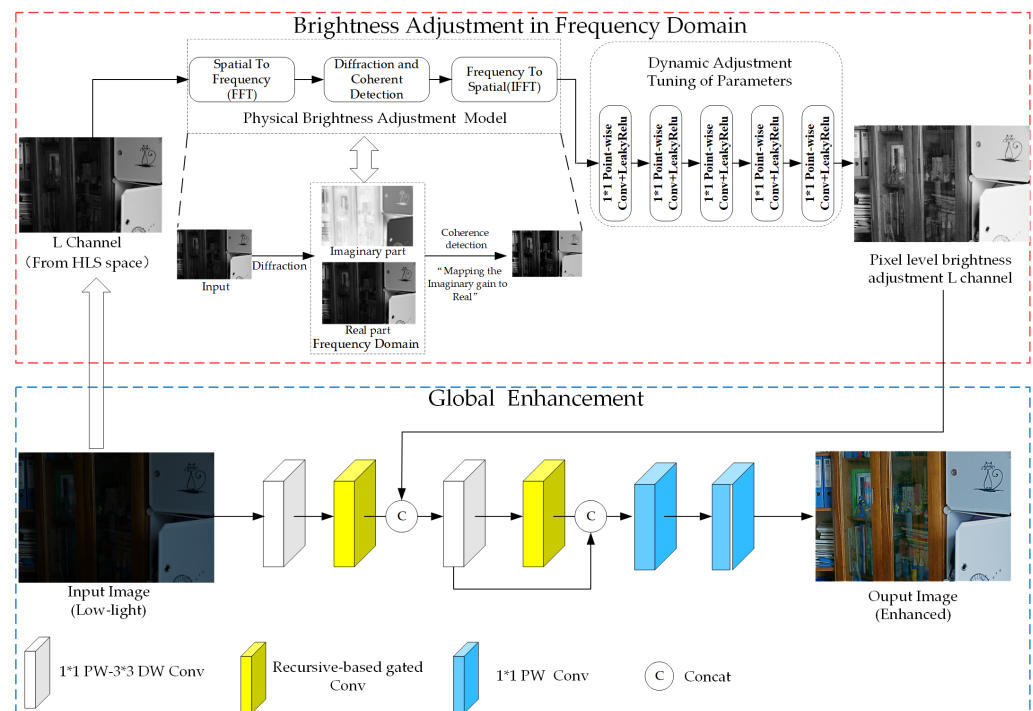 Brightness Adjustment in Frequency Domain
Spatial To
Frequency
(FFT)
Diffraction and
Coherent
Detection
Frequency To
Spatial(IFFT)
Physical Brightness Adjustment Model
Dynamic Adjustment
Tuning of Parameters
1*1 Point-wise
Conv+LeakyRelu
1*1 Point-wise
Conv+LeakyRelu
1*1 Point-wise
Conv+LeakyRelu
1*1 Point-wise
Conv+LeakyRelu
1*1 Point-wise
Conv+LeakyRelu
L Channel
(From HLS space)
Input
Diffraction
Imaginary part
Real part
Frequency Domain
Coherence
detection
“Mapping the
Imaginary gain to
Real”
Pixel level brightness
adjustment L channel
Global Enhancement
C
C
Input Image
(Low-light)
Ouput Image
(Enhanced)
1*1 PW-3*3 DW Conv
Recursive-based gated
Conv
1*1 PW Conv
C
Concat